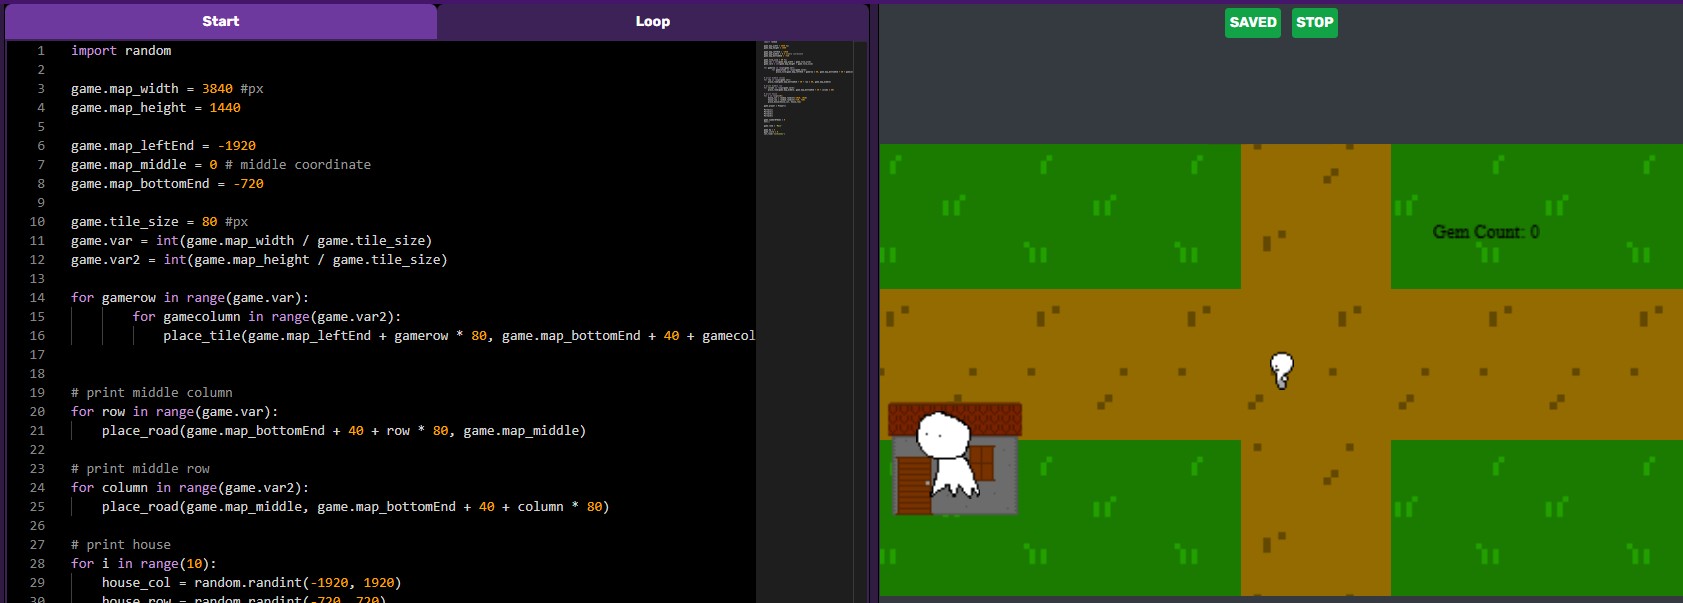 Start
Loop
SAVED
STOP
1 import random
2
3 game.map_width = 3840 #px
4 game.map_height = 1440
5
6 game.map_leftEnd = -1920
7 game.map_middle = 0 # middle coordinate
8 game.map_bottomEnd = -720
9
10 game.tile_size = 80 #px
11 game.var = int(game.map_width / game.tile_size)
12 game.var2 = int(game.map_height / game.tile_size)
13
14 for gamerow in range(game.var):
15 for gamecolumn in range(game.var2):
16 place_tile(game.map_leftEnd + gamerow * 80, game.map_bottomEnd + 40 + gamecol
17
18
19 # print middle column
20 for row in range(game.var):
21 place_road(game.map_bottomEnd + 40 + row * 80, game.map_middle)
22
23 # print middle row
24 for column in range(game.var2):
25 place_road(game.map_middle, game.map_bottomEnd + 40 + column * 80)
26
27 # print house
28 for i in range(10):
29 house_col = random.randint(-1920, 1920)
30 house_row = random.randint(-720, 720)
Gem Count: 0